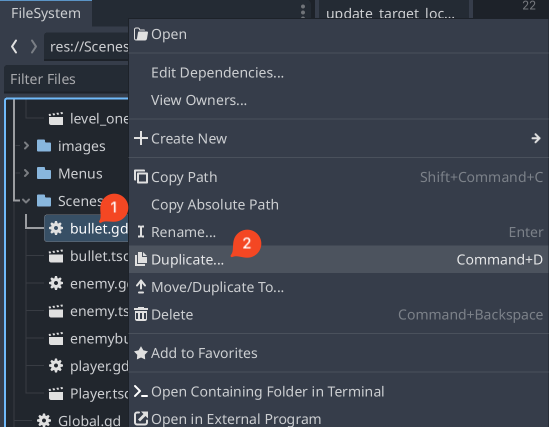 FileSystem
update_target_loc...
22
res://Scenes
Filter Files
level_one
images
Menus
Scenes
bullet.gd
bullet.tsc
enemy.g
enemy.ts
enemybu
player.gd
Player.tsc
Global.gd
1
2
Open
Edit Dependencies...
View Owners...
Create New
Copy Path Shift+Command+C
Copy Absolute Path
Rename... Enter
Duplicate... Command+D
Move/Duplicate To...
Delete Command+Backspace
Add to Favorites
Open Containing Folder in Terminal
Open in External Program